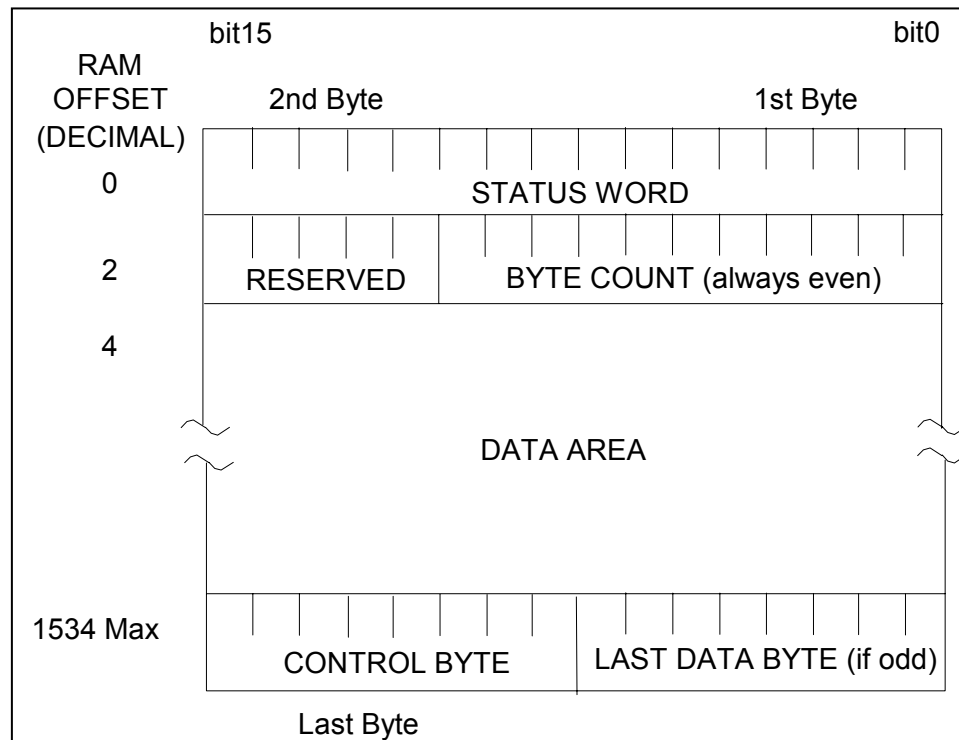 bit15 bit0
RAM
OFFSET
(DECIMAL)
2nd Byte 1st Byte
0 STATUS WORD
2 RESERVED BYTE COUNT (always even)
4
DATA AREA
1534 Max CONTROL BYTE LAST DATA BYTE (if odd)
Last Byte